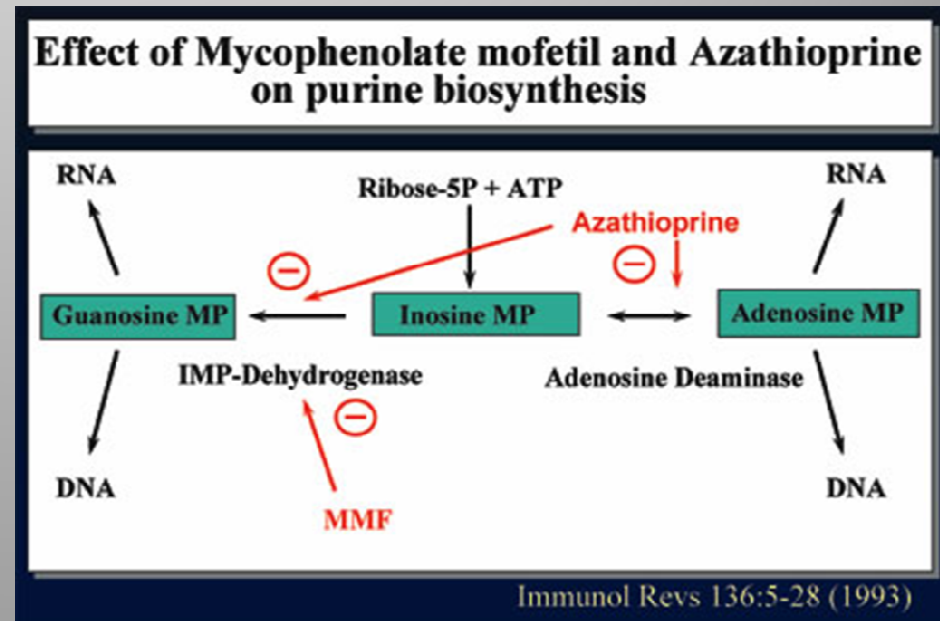 Effect of Mycophenolate mofetil and Azathioprine
on purine biosynthesis
RNA
Ribose-5P + ATP
RNA
Azathioprine
Guanosine MP
Inosine MP
Adenosine MP
IMP-Dehydrogenase
Adenosine Deaminase
DNA
DNA
MMF
Immunol Revs 136:5-28 (1993)